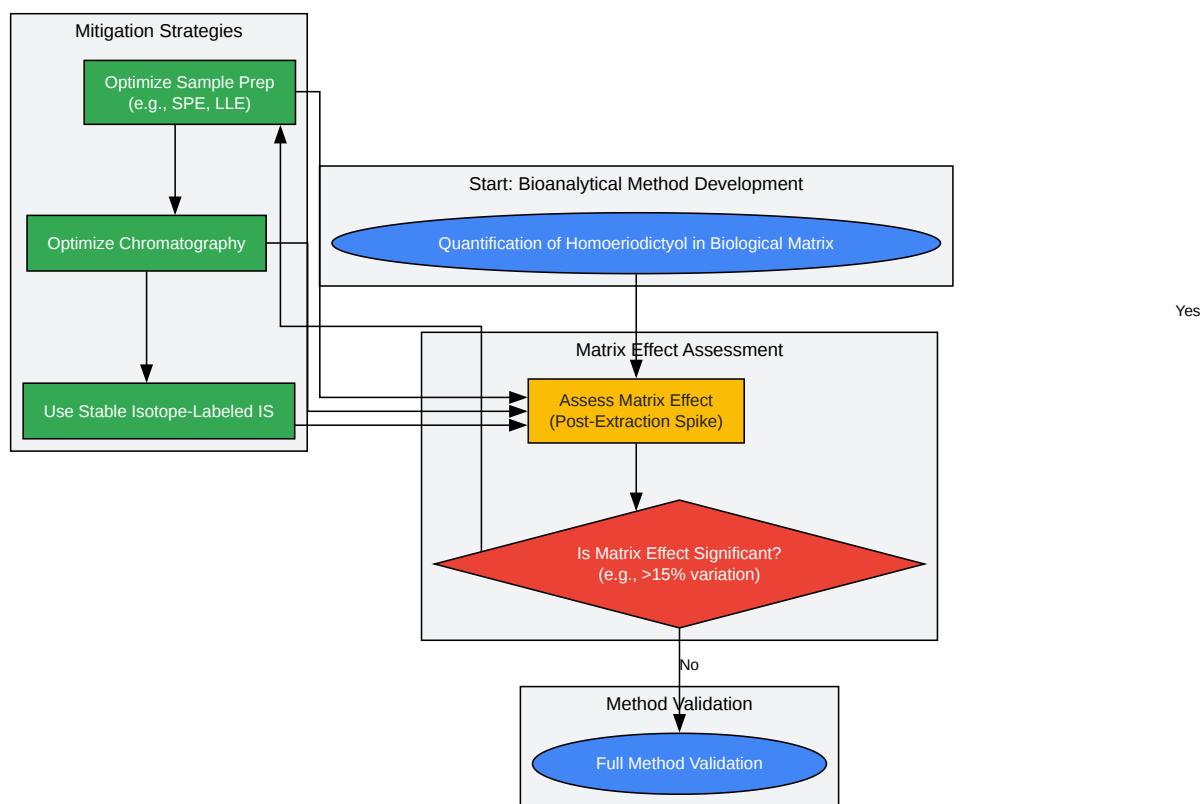 Mitigation Strategies
Optimize Sample Prep
(e.g., SPE, LLE)
Start: Bioanalytical Method Development
Optimize Chromatography
Quantification of Homoeriodictyol in Biological Matrix
Yes
Matrix Effect Assessment
Use Stable Isotope-Labeled IS
Assess Matrix Effect
(Post-Extraction Spike)
Is Matrix Effect Significant?
(e.g., >15% variation)
No
Method Validation
Full Method Validation